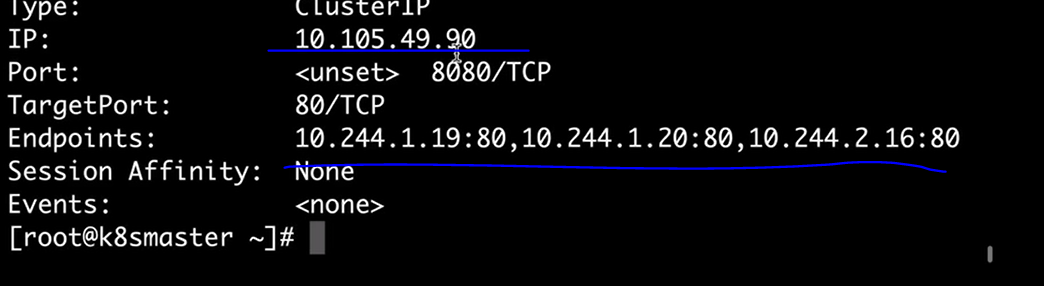 Type: ClusterIP
IP: 10.105.49.90
Port: <unset> 8080/TCP
TargetPort: 80/TCP
Endpoints: 10.244.1.19:80,10.244.1.20:80,10.244.2.16:80
Session Affinity: None
Events: <none>
[root@k8smaster ~]#